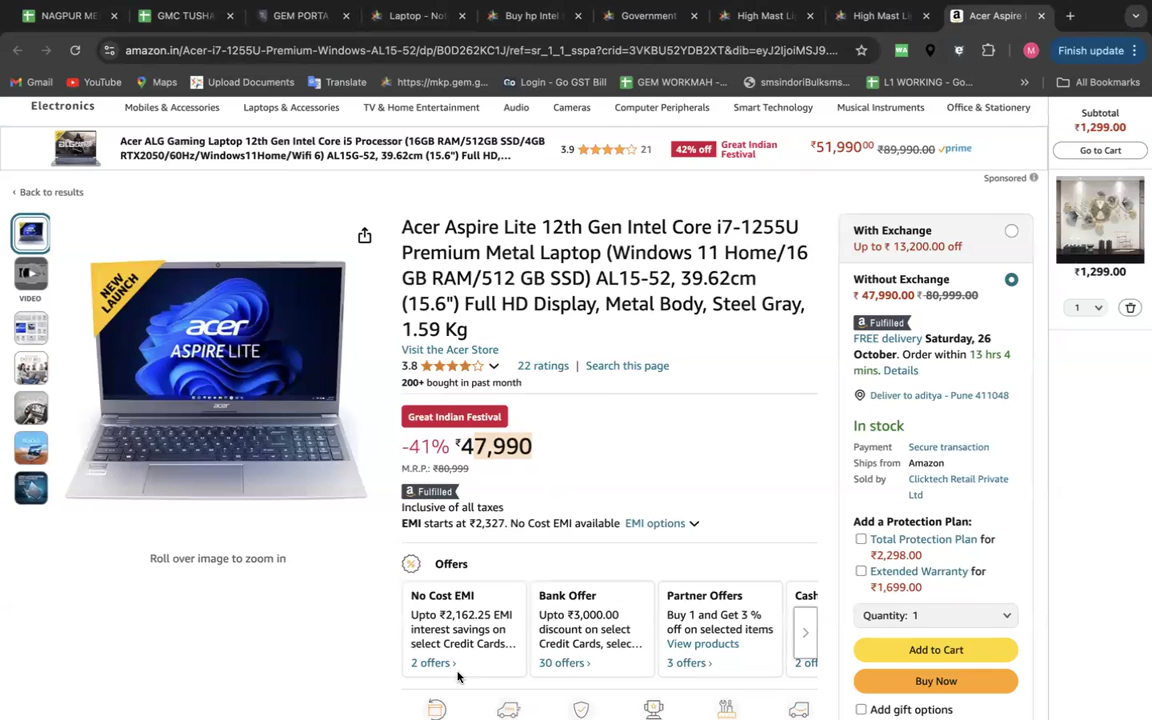 NAGPUR ME
GMC TUSHA
GEM PORTA
Laptop - No
Buy hp Intel
Government
High Mast Li
High Mast Li
Acer Aspire
amazon.in/Acer-i7-1255U-Premium-Windows-AL15-52/dp/B0D262KC1J/ref=sr_1_1_sspa?crid=3VKBU52YDB2XT&dib=eyJ2IjoiMSJ9....
WA
M
Finish update
Gmail
YouTube
Maps
Upload Documents
Translate
https://mkp.gem.g...
Login - Go GST Bill
GEM WORKMAH -...
smsindoriBulksms...
L1 WORKING - Go...
All Bookmarks
Electronics
Mobiles & Accessories
Laptops & Accessories
TV & Home Entertainment
Audio
Cameras
Computer Peripherals
Smart Technology
Musical Instruments
Office & Stationery
Subtotal
₹1,299.00
Go to Cart
Acer ALG Gaming Laptop 12th Gen Intel Core i5 Processor (16GB RAM/512GB SSD/4GB
RTX2050/60Hz/Windows11Home/Wifi 6) AL15G-52, 39.62cm (15.6") Full HD,...
3.9
21
42% off
Great Indian
Festival
₹51,99000 ₹89,990.00 prime
Sponsored
‹ Back to results
₹1,299.00
1
NEW
LAUNCH
acer
ASPIRE LITE
acer
VIDEO
Roll over image to zoom in
Acer Aspire Lite 12th Gen Intel Core i7-1255U
Premium Metal Laptop (Windows 11 Home/16
GB RAM/512 GB SSD) AL15-52, 39.62cm
(15.6") Full HD Display, Metal Body, Steel Gray,
1.59 Kg
Visit the Acer Store
3.8
22 ratings | Search this page
200+ bought in past month
Great Indian Festival
-41% ₹47,990
M.R.P.: ₹80,999
a Fulfilled
Inclusive of all taxes
EMI starts at ₹2,327. No Cost EMI available EMI options
Offers
No Cost EMI
Upto ₹2,162.25 EMI
interest savings on
select Credit Cards...
2 offers ›
Bank Offer
Upto ₹3,000.00
discount on select
Credit Cards, selec...
30 offers ›
Partner Offers
Buy 1 and Get 3 %
off on selected items
View products
3 offers ›
Cash
2 off
With Exchange
Up to ₹ 13,200.00 off
Without Exchange
₹ 47,990.00 ₹ 80,999.00
a Fulfilled
FREE delivery Saturday, 26
October. Order within 13 hrs 4
mins. Details
Deliver to aditya - Pune 411048
In stock
Payment Secure transaction
Ships from Amazon
Sold by Clicktech Retail Private
Ltd
Add a Protection Plan:
Total Protection Plan for
₹2,298.00
Extended Warranty for
₹1,699.00
Quantity: 1
Add to Cart
Buy Now
Add gift options